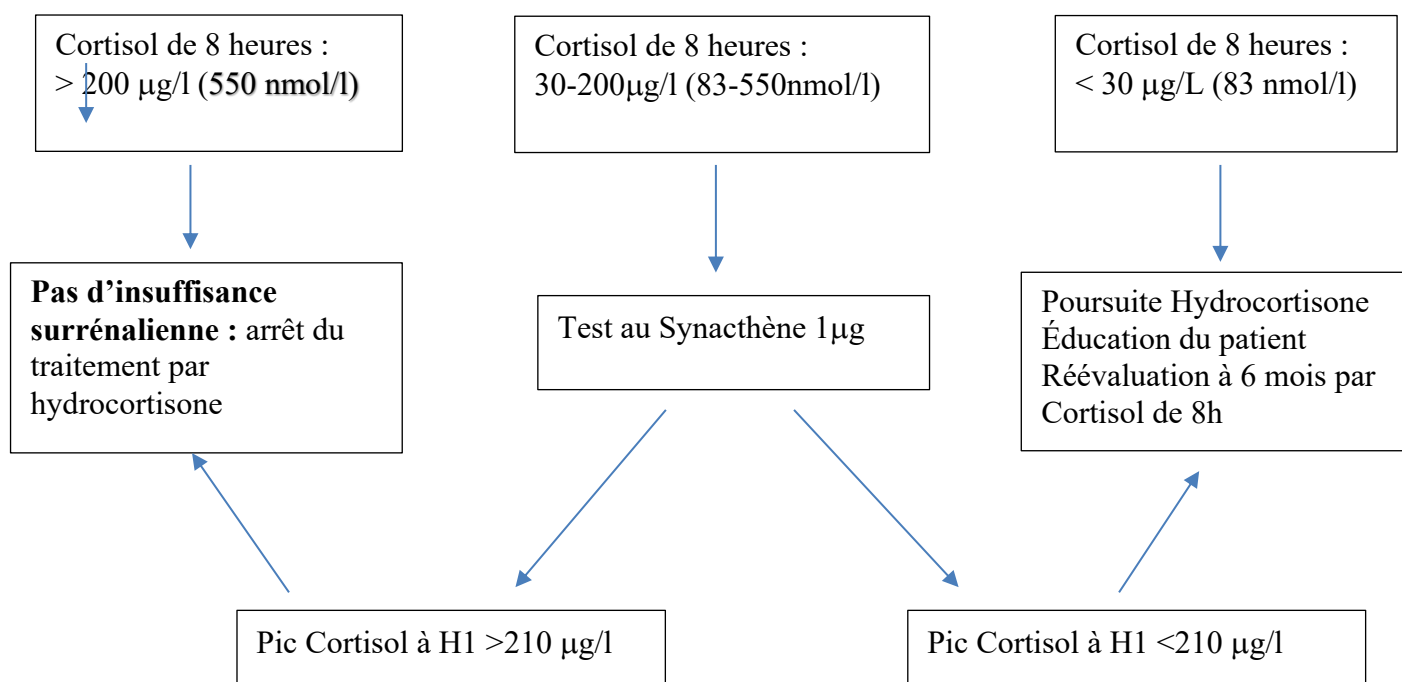 Cortisol de 8 heures :
> 200 µg/l (550 nmol/l)
Cortisol de 8 heures :
30-200µg/l (83-550nmol/l)
Cortisol de 8 heures :
< 30 µg/L (83 nmol/l)
Pas d’insuffisance
surrénalienne : arrêt du
traitement par
hydrocortisone
Test au Synacthène 1µg
Poursuite Hydrocortisone
Éducation du patient
Réévaluation à 6 mois par
Cortisol de 8h
Pic Cortisol à H1 >210 µg/l
Pic Cortisol à H1 <210 µg/l